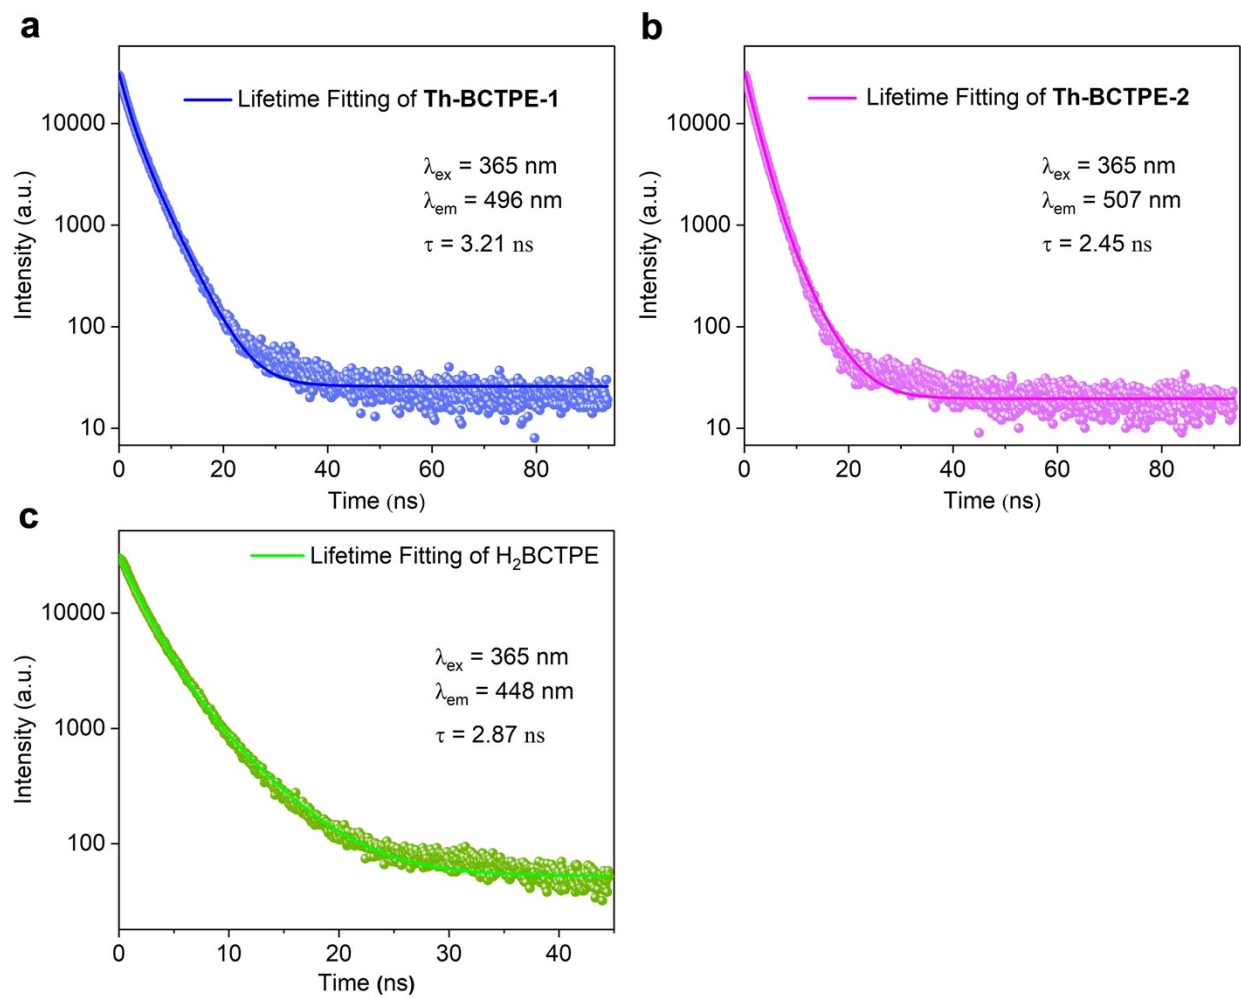 a
Lifetime Fitting of Th-BCTPE-1
λex = 365 nm
λem = 496 nm
τ = 3.21 ns
Intensity (a.u.)
10000
1000
100
10
0 20 40 60 80
Time (ns)
b
Lifetime Fitting of Th-BCTPE-2
λex = 365 nm
λem = 507 nm
τ = 2.45 ns
Intensity (a.u.)
10000
1000
100
10
0 20 40 60 80
Time (ns)
c
Lifetime Fitting of H₂BCTPE
λex = 365 nm
λem = 448 nm
τ = 2.87 ns
Intensity (a.u.)
10000
1000
100
0 10 20 30 40
Time (ns)